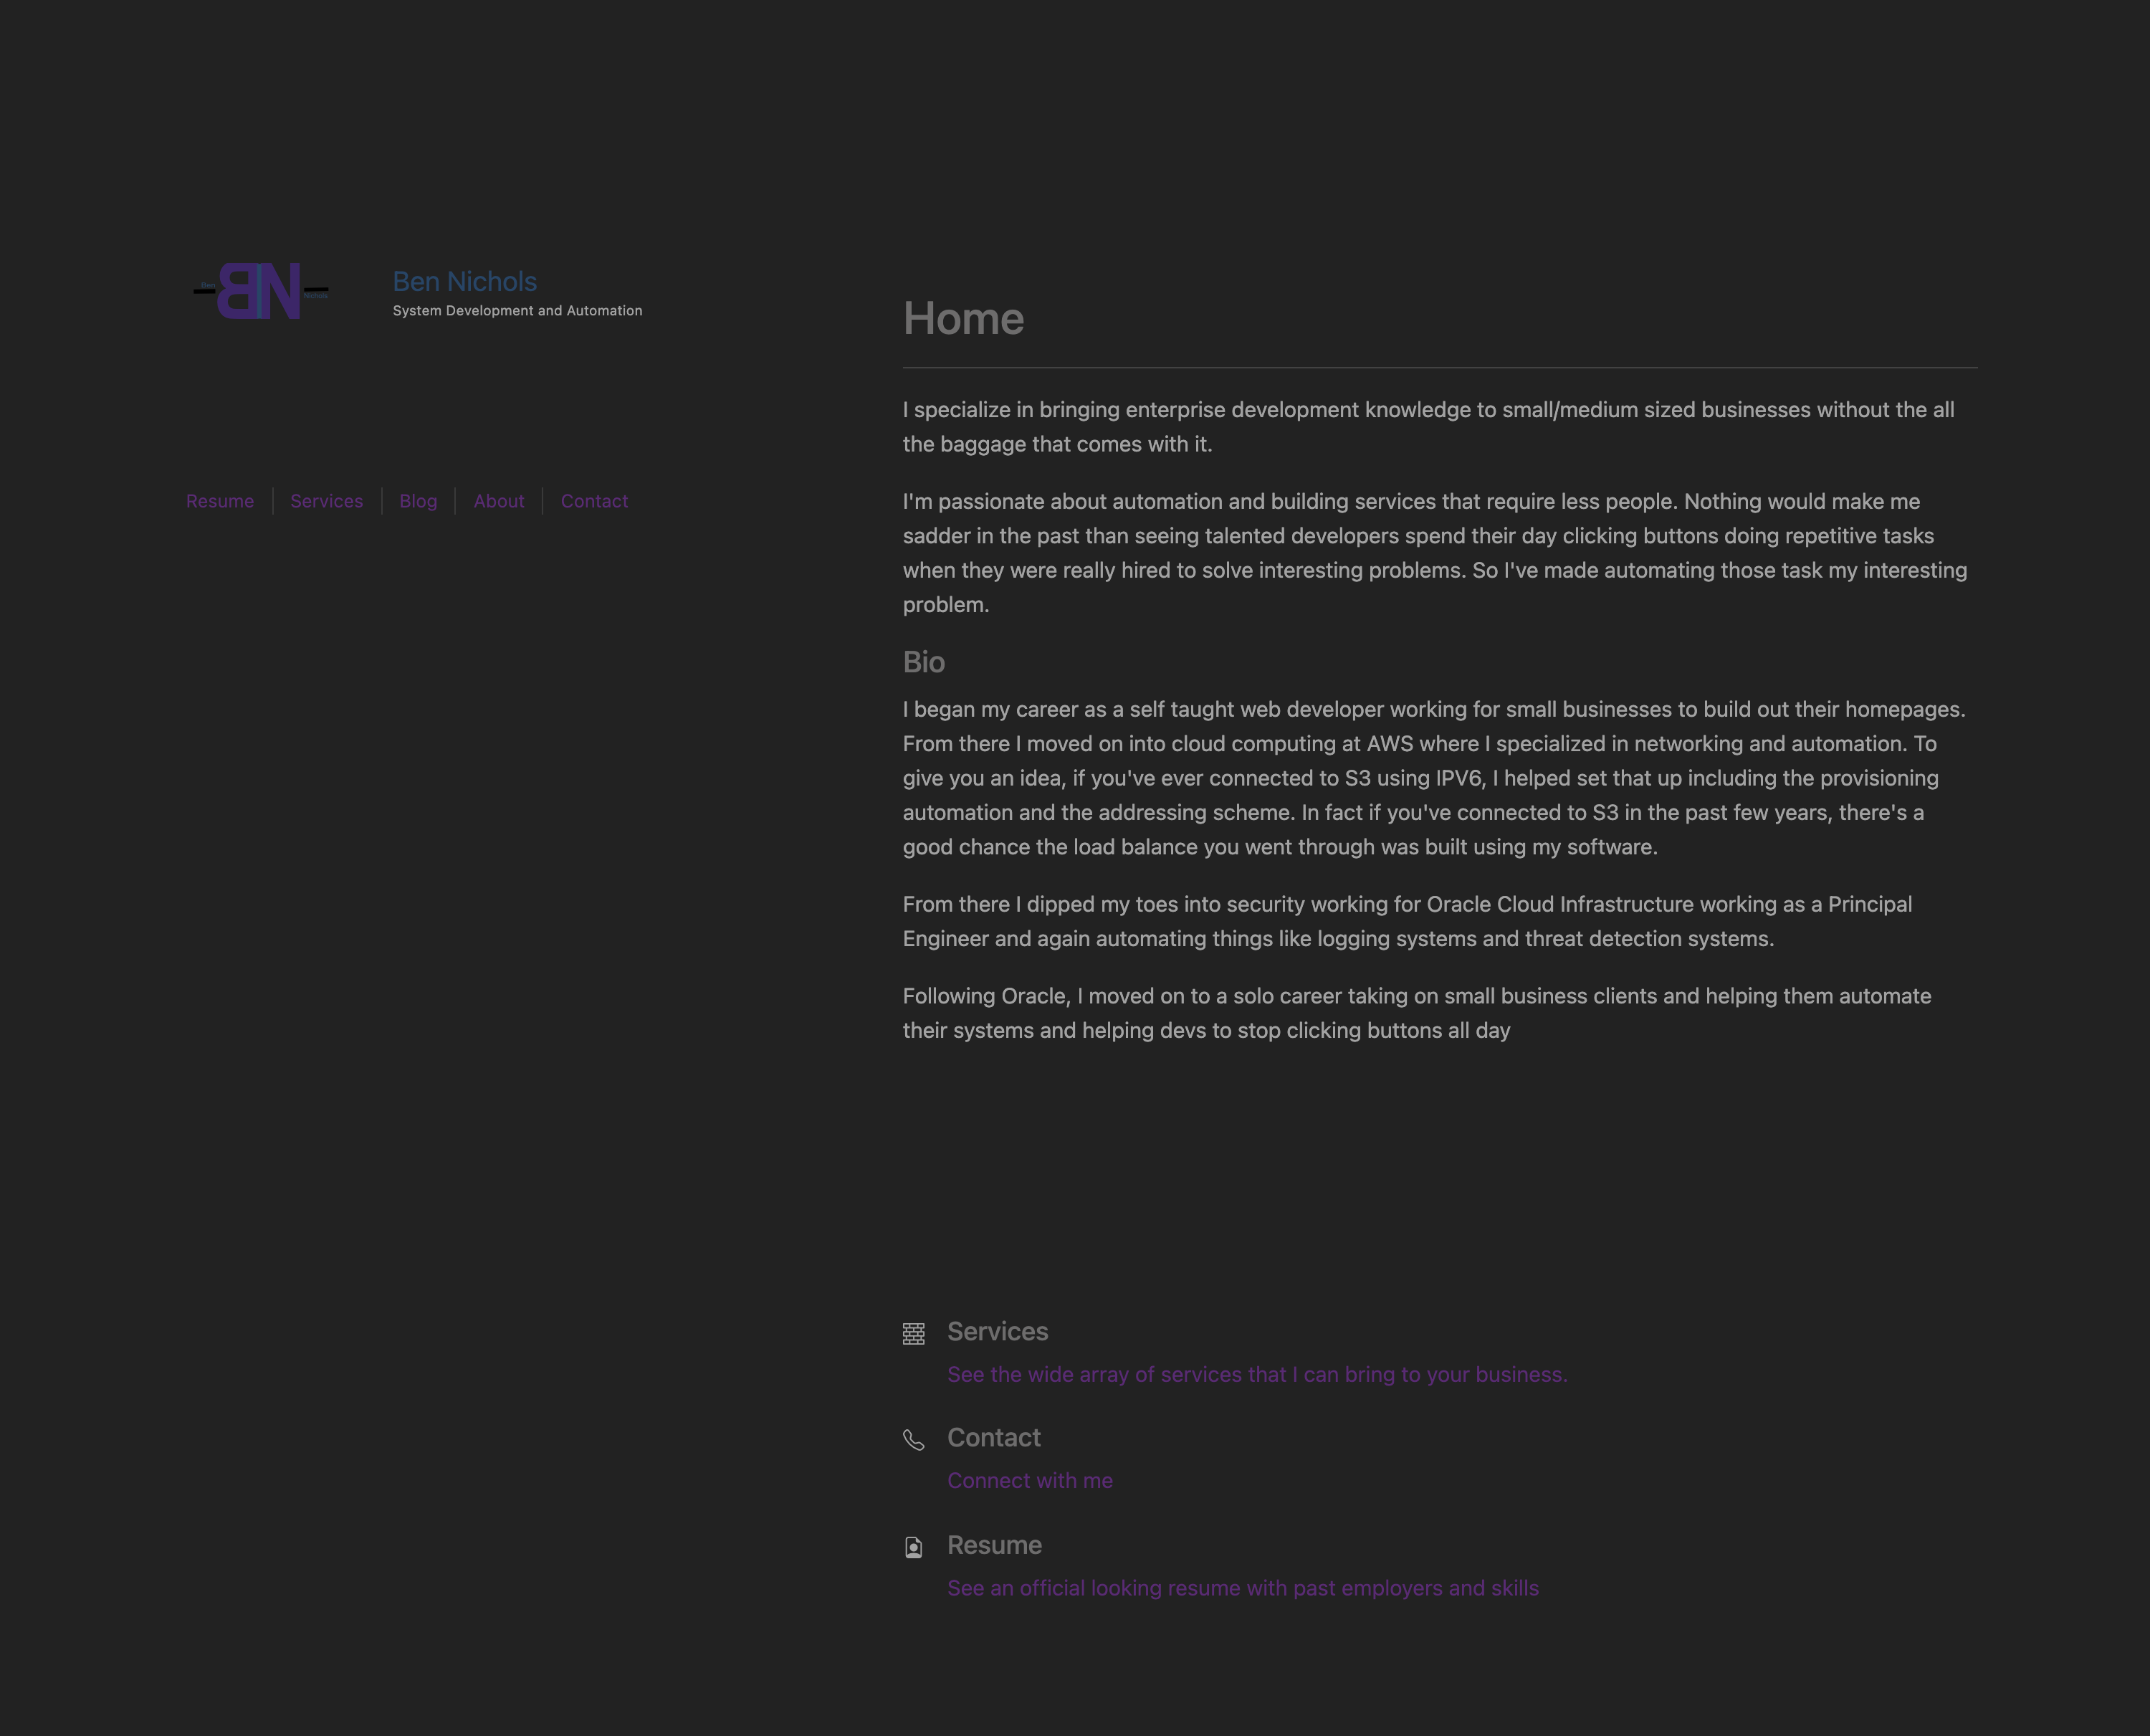 Ben
BN
Nichols
Ben Nichols
System Development and Automation
Resume
Services
Blog
About
Contact
Home
I specialize in bringing enterprise development knowledge to small/medium sized businesses without the all
the baggage that comes with it.
I'm passionate about automation and building services that require less people. Nothing would make me
sadder in the past than seeing talented developers spend their day clicking buttons doing repetitive tasks
when they were really hired to solve interesting problems. So I've made automating those task my interesting
problem.
Bio
I began my career as a self taught web developer working for small businesses to build out their homepages.
From there I moved on into cloud computing at AWS where I specialized in networking and automation. To
give you an idea, if you've ever connected to S3 using IPV6, I helped set that up including the provisioning
automation and the addressing scheme. In fact if you've connected to S3 in the past few years, there's a
good chance the load balance you went through was built using my software.
From there I dipped my toes into security working for Oracle Cloud Infrastructure working as a Principal
Engineer and again automating things like logging systems and threat detection systems.
Following Oracle, I moved on to a solo career taking on small business clients and helping them automate
their systems and helping devs to stop clicking buttons all day
Services
See the wide array of services that I can bring to your business.
Contact
Connect with me
Resume
See an official looking resume with past employers and skills